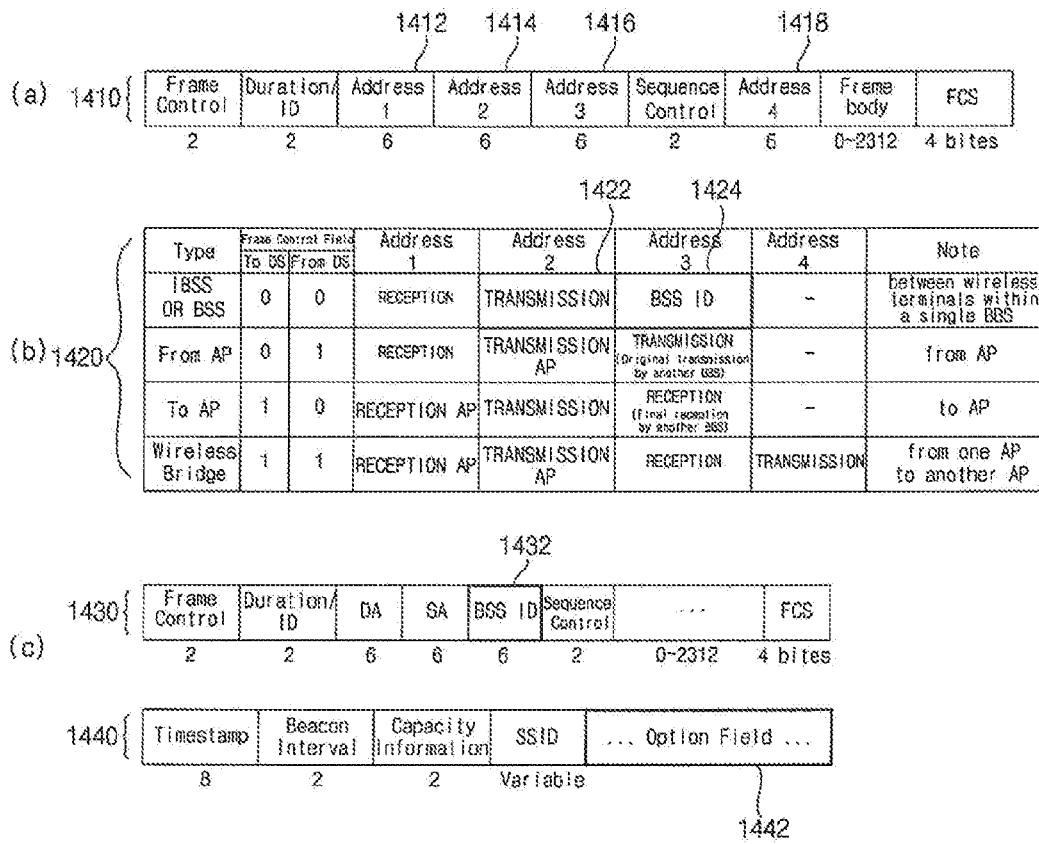 1412 1414 1416 1418
(a) 1410 Frame Control Duration/ID Address 1 Address 2 Address 3 Sequence Control Address 4 Frame body FCS
2 2 6 6 6 2 6 0~2312 4 bites
1422 1424
(b) 1420
Type Frame Control Field To DS From DS Address 1 Address 2 Address 3 Address 4 Note
IBSS OR BSS 0 0 RECEPTION TRANSMISSION BSS ID - between wireless terminals within a single BBS
From AP 0 1 RECEPTION TRANSMISSION AP TRANSMISSION (Original transmission by another BBS) - from AP
To AP 1 0 RECEPTION AP TRANSMISSION RECEPTION (Final reception by another BBS) - to AP
Wireless Bridge 1 1 RECEPTION AP TRANSMISSION AP RECEPTION TRANSMISSION from one AP to another AP
1432
(c) 1430 Frame Control Duration/ID DA SA BSS ID Sequence Control ... FCS
2 2 6 6 6 2 0~2312 4 bites
1440 Timestamp Beacon Interval Capacity Information SSID ... Option Field ...
8 2 2 Variable
1442